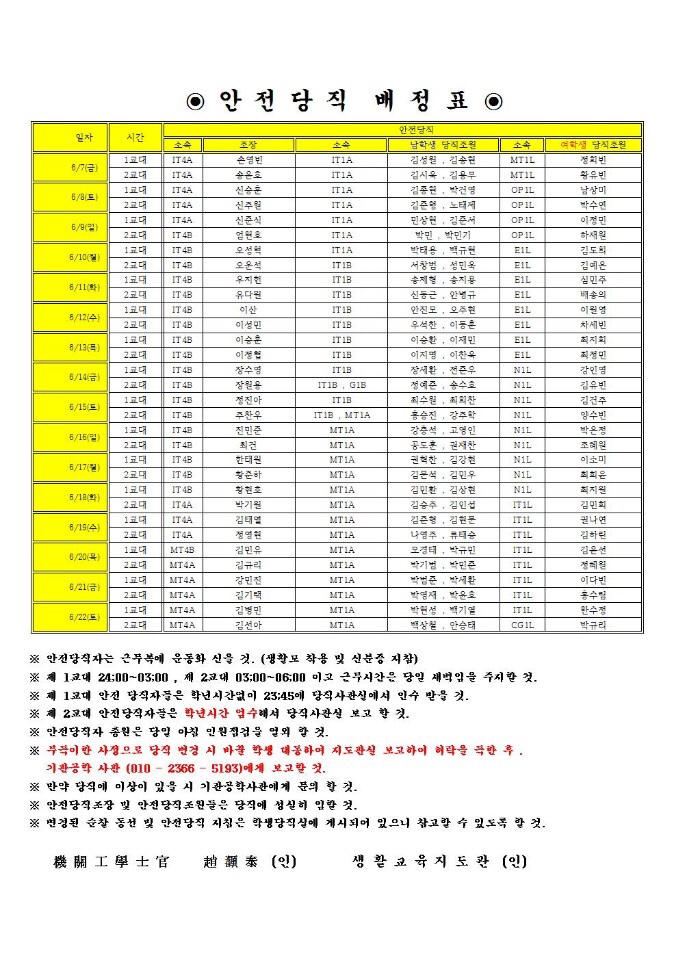 ◉ 안 전 당 직  배 정 표 ◉
일자 시간 안전당직
소속 조장 소속 남학생 당직조원 소속 여학생 당직조원
6/7(금) 1교대 IT4A 손영빈 IT1A 김성원 , 김송현 MT1L 정희빈
2교대 IT4A 송윤호 IT1A 김시욱 , 김용우 MT1L 황유빈
6/8(토) 1교대 IT4A 신승훈 IT1A 김종현 , 박건영 OP1L 남상미
2교대 IT4A 신주원 IT1A 김준영 , 노태제 OP1L 박수연
6/9(일) 1교대 IT4A 신준식 IT1A 민상현 , 김준서 OP1L 이정민
2교대 IT4B 엄현호 IT1A 박민 , 박민기 OP1L 하채원
6/10(월) 1교대 IT4B 오성혁 IT1A 박태용 , 백규현 E1L 김도희
2교대 IT4B 오윤석 IT1B 서창범 , 성민욱 E1L 김예은
6/11(화) 1교대 IT4B 우지헌 IT1B 송제형 , 송지용 E1L 심민주
2교대 IT4B 유다월 IT1B 신동근 , 안병규 E1L 배송의
6/12(수) 1교대 IT4B 이산 IT1B 안진모 , 오주현 E1L 이원영
2교대 IT4B 이성민 IT1B 우석찬 , 이동훈 E1L 차세빈
6/13(목) 1교대 IT4B 이승훈 IT1B 이승환 , 이재민 E1L 최지희
2교대 IT4B 이정협 IT1B 이지명 , 이찬욱 E1L 최정민
6/14(금) 1교대 IT4B 장수영 IT1B 장세환 , 전준우 N1L 강인영
2교대 IT4B 장원용 IT1B , G1B 정예준 , 송수호 N1L 김유빈
6/15(토) 1교대 IT4B 정진아 IT1B 최수원 , 최희찬 N1L 김건주
2교대 IT4B 주찬우 IT1B , MT1A 홍승진 , 강주학 N1L 양수빈
6/16(일) 1교대 IT4B 진민준 MT1A 강충석 , 고영인 N1L 박은정
2교대 IT4B 최건 MT1A 공도훈 , 권재찬 N1L 조혜원
6/17(월) 1교대 IT4B 한태원 MT1A 권혁찬 , 김강현 N1L 이소미
2교대 IT4B 황준하 MT1A 김문석 , 김민우 N1L 최희은
6/18(화) 1교대 IT4B 황현호 MT1A 김민환 , 김상현 N1L 최지원
2교대 IT4A 박기원 MT1A 김승주 , 김인섭 IT1L 김민희
6/19(수) 1교대 IT4A 김태열 MT1A 김준형 , 김현문 IT1L 권나연
2교대 IT4A 정영현 MT1A 나영주 , 류태승 IT1L 김하린
6/20(목) 1교대 MT4B 김민유 MT1A 모경태 , 박규민 IT1L 김윤선
2교대 MT4A 김규리 MT1A 박기범 , 박민준 IT1L 정혜원
6/21(금) 1교대 MT4A 강민진 MT1A 박범준 , 박세환 IT1L 이다빈
2교대 MT4A 김기택 MT1A 박영재 , 박윤호 IT1L 홍수림
6/22(토) 1교대 MT4A 김병민 MT1A 박현성 , 백기열 IT1L 한수정
2교대 MT4A 김선아 MT1A 백상철 , 안승태 CG1L 박규리
※ 안전당직자는 근무복에 운동화 신을 것. (생활모 착용 및 신분증 지참)
※ 제 1교대 24:00~03:00 , 제 2교대 03:00~06:00 이고 근무시간은 당일 새벽임을 주지할 것.
※ 제 1교대 안전 당직자들은 학년시간없이 23:45에 당직사관실에서 인수 받을 것.
※ 제 2교대 안전당직자들은 학년시간 엄수해서 당직사관실 보고 할 것.
※ 안전당직자 총원은 당일 아침 인원점검을 열외 할 것.
※ 부득이한 사정으로 당직 변경 시 바뀔 학생 대동하여 지도관실 보고하여 허락을 득한 후 .
기관공학 사관 (010 - 2366 - 5193)에게 보고할 것.
※ 만약 당직에 이상이 있을 시 기관공학사관에게 문의 할 것.
※ 안전당직조장 및 안전당직조원들은 당직에 성실히 임할 것.
※ 변경된 순찰 동선 및 안전당직 지침은 학생당직실에 게시되어 있으니 참고할 수 있도록 할 것.
機 關 工 學 士 官  趙 顥 泰 (인)  생 활 교 육 지 도 관 (인)